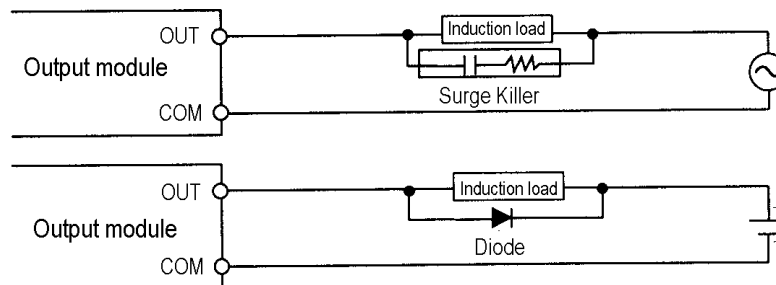 OUT
Induction load
Output module
Surge Killer
COM
OUT
Induction load
Output module
Diode
COM